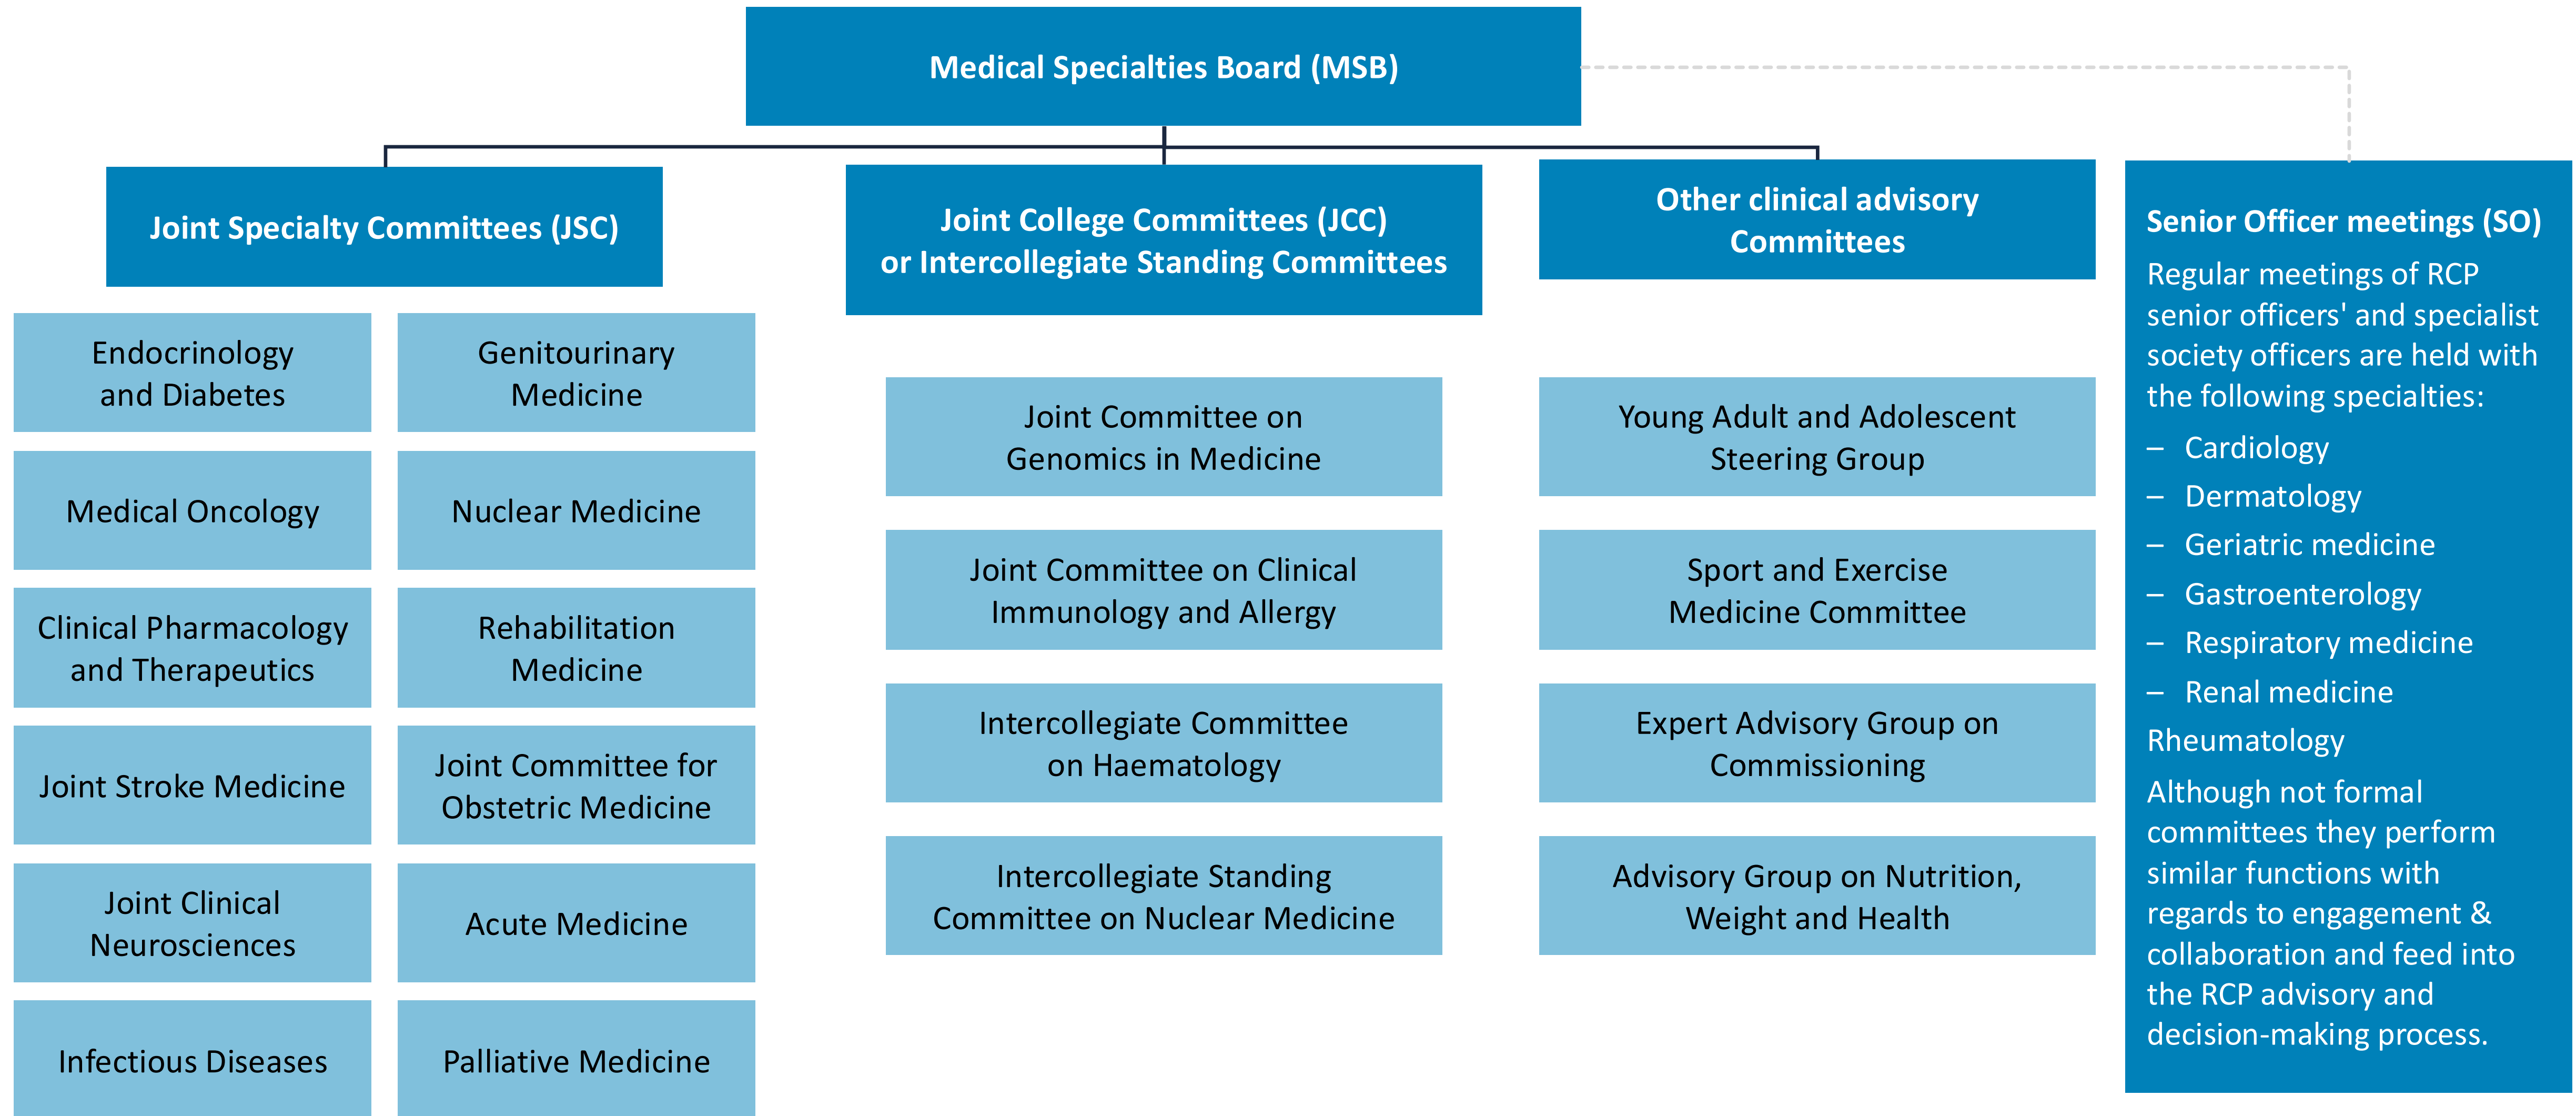 Medical Specialties Board (MSB)
Joint Specialty Committees (JSC)
Endocrinology
and Diabetes
Genitourinary
Medicine
Medical Oncology
Nuclear Medicine
Clinical Pharmacology
and Therapeutics
Rehabilitation
Medicine
Joint Stroke Medicine
Joint Committee for
Obstetric Medicine
Joint Clinical
Neurosciences
Acute Medicine
Infectious Diseases
Palliative Medicine
Joint College Committees (JCC)
or Intercollegiate Standing Committees
Joint Committee on
Genomics in Medicine
Joint Committee on Clinical
Immunology and Allergy
Intercollegiate Committee
on Haematology
Intercollegiate Standing
Committee on Nuclear Medicine
Other clinical advisory
Committees
Young Adult and Adolescent
Steering Group
Sport and Exercise
Medicine Committee
Expert Advisory Group on
Commissioning
Advisory Group on Nutrition,
Weight and Health
Senior Officer meetings (SO)
Regular meetings of RCP
senior officers' and specialist
society officers are held with
the following specialties:
– Cardiology
– Dermatology
– Geriatric medicine
– Gastroenterology
– Respiratory medicine
– Renal medicine
Rheumatology
Although not formal
committees they perform
similar functions with
regards to engagement &
collaboration and feed into
the RCP advisory and
decision-making process.